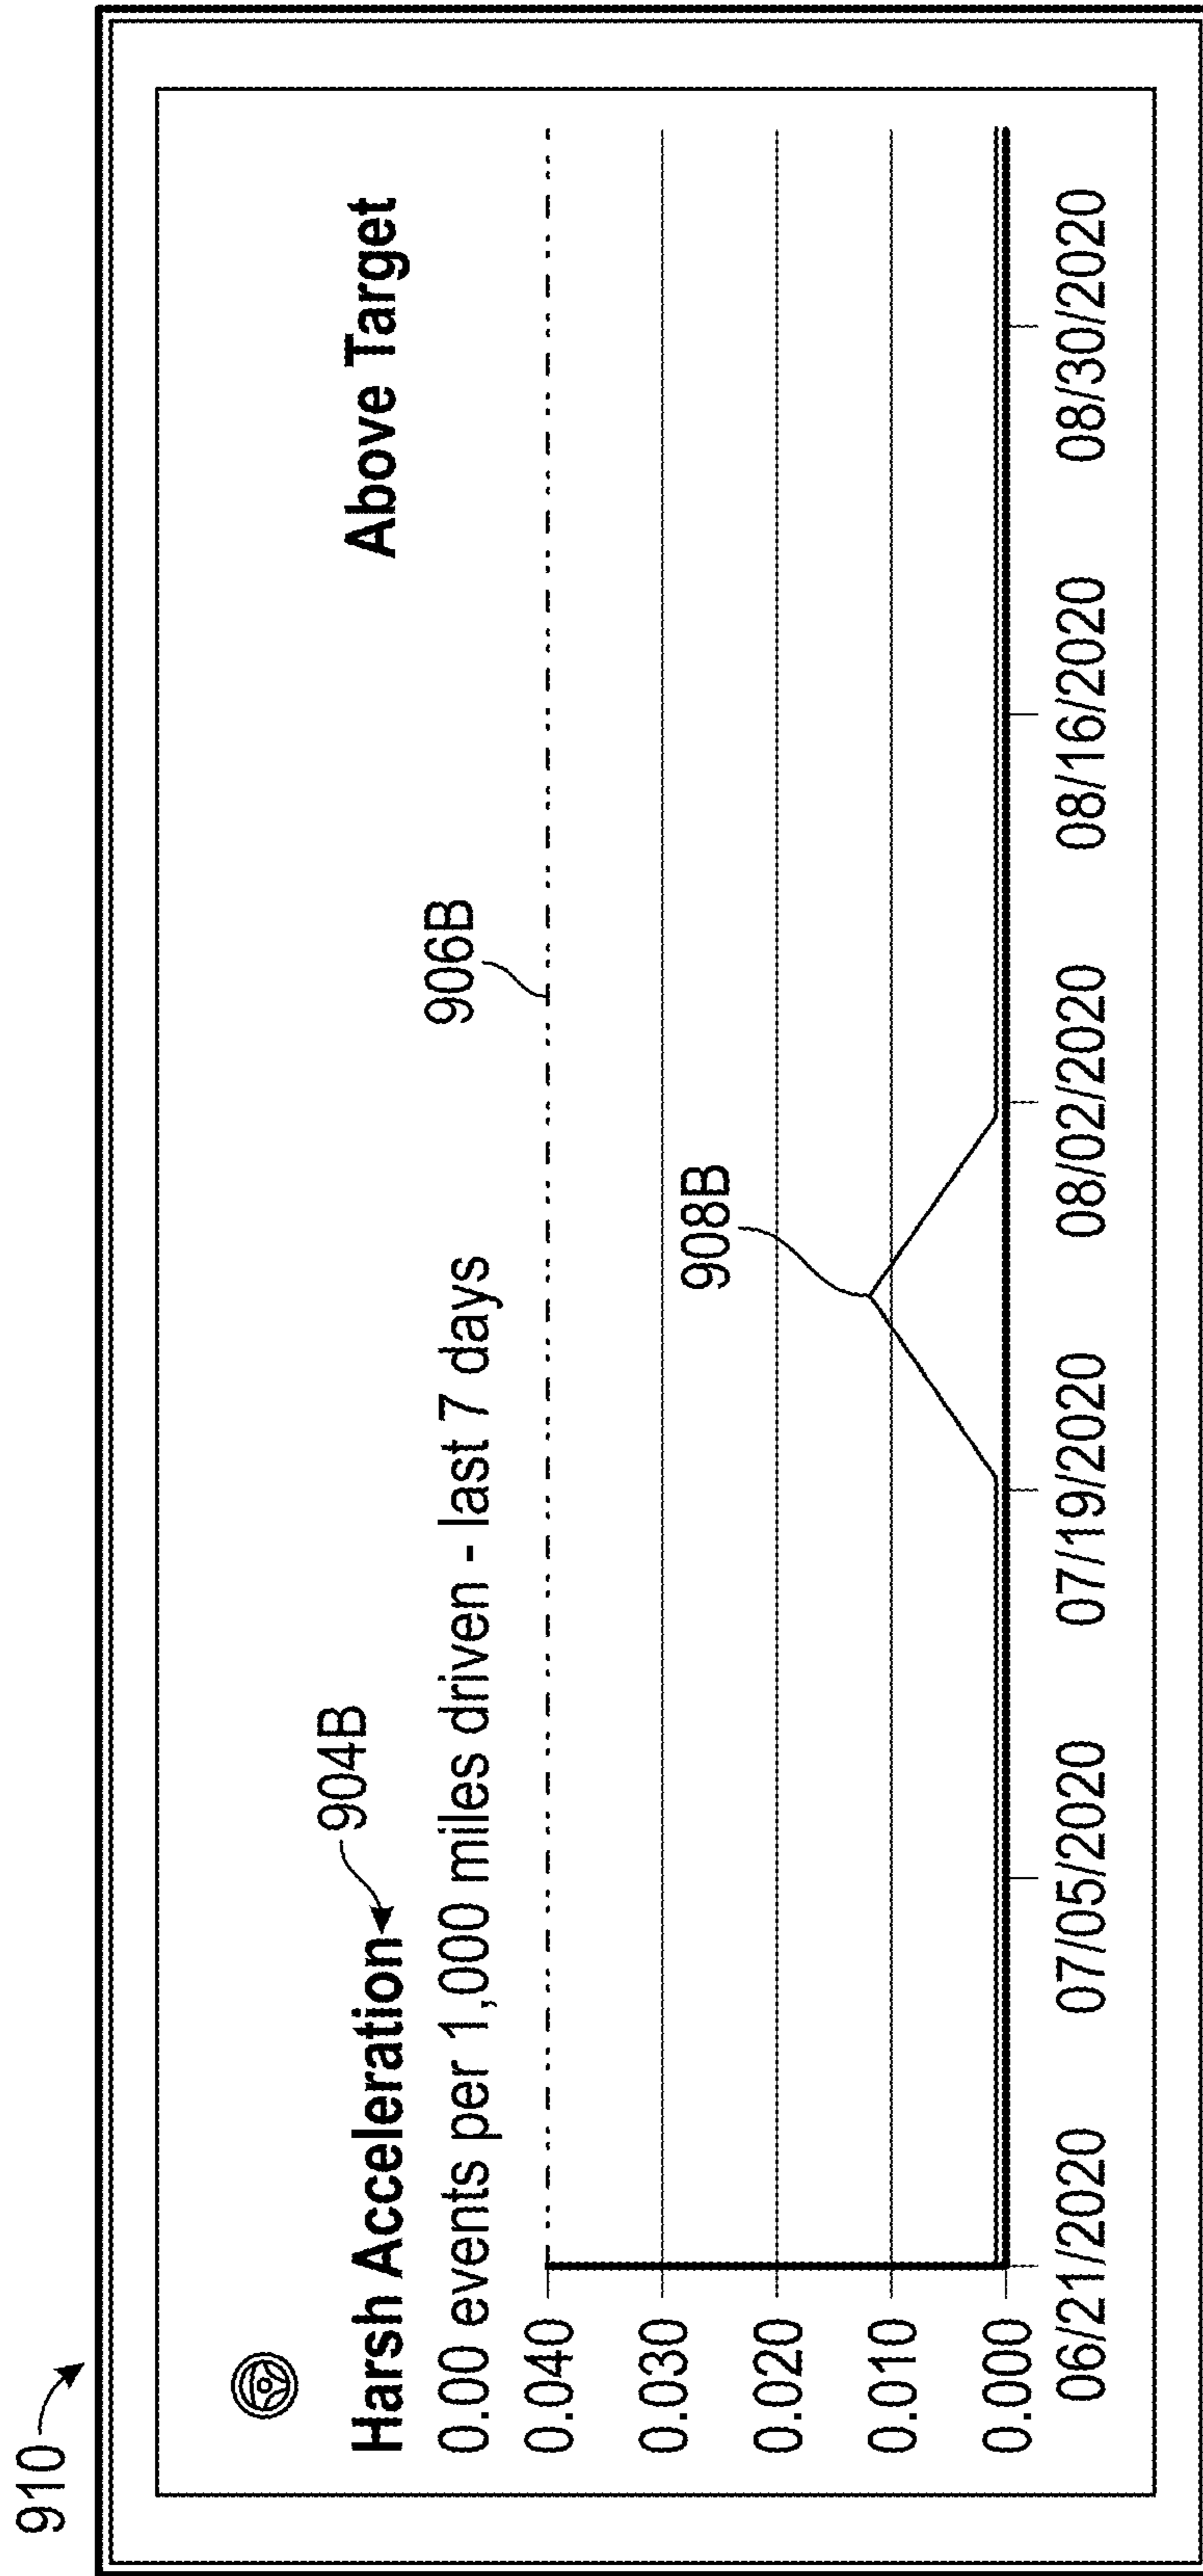 910
Harsh Acceleration
904B
Above Target
0.00 events per 1,000 miles driven - last 7 days
906B
0.040
0.030
0.020
0.010
0.000
908B
06/21/2020 07/05/2020 07/19/2020 08/02/2020 08/16/2020 08/30/2020